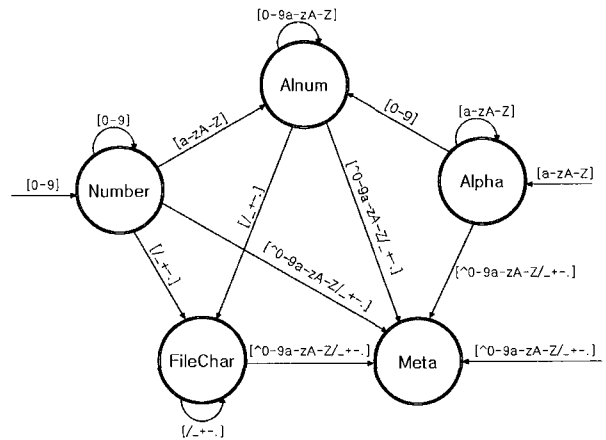 [0-9a-zA-Z]
Alnum
[0-9]
[a-zA-Z]
[0-9]
[a-zA-Z]
[0-9]
Number
Alpha
[a-zA-Z]
[/_+-.]
[^0-9a-zA-Z/_+-.]
[/_+-.]
[^0-9a-zA-Z/_+-.]
[^0-9a-zA-Z/_+-.]
FileChar
[^0-9a-zA-Z/_+-.]
Meta
[^0-9a-zA-Z/_+-.]
[/_+-.]